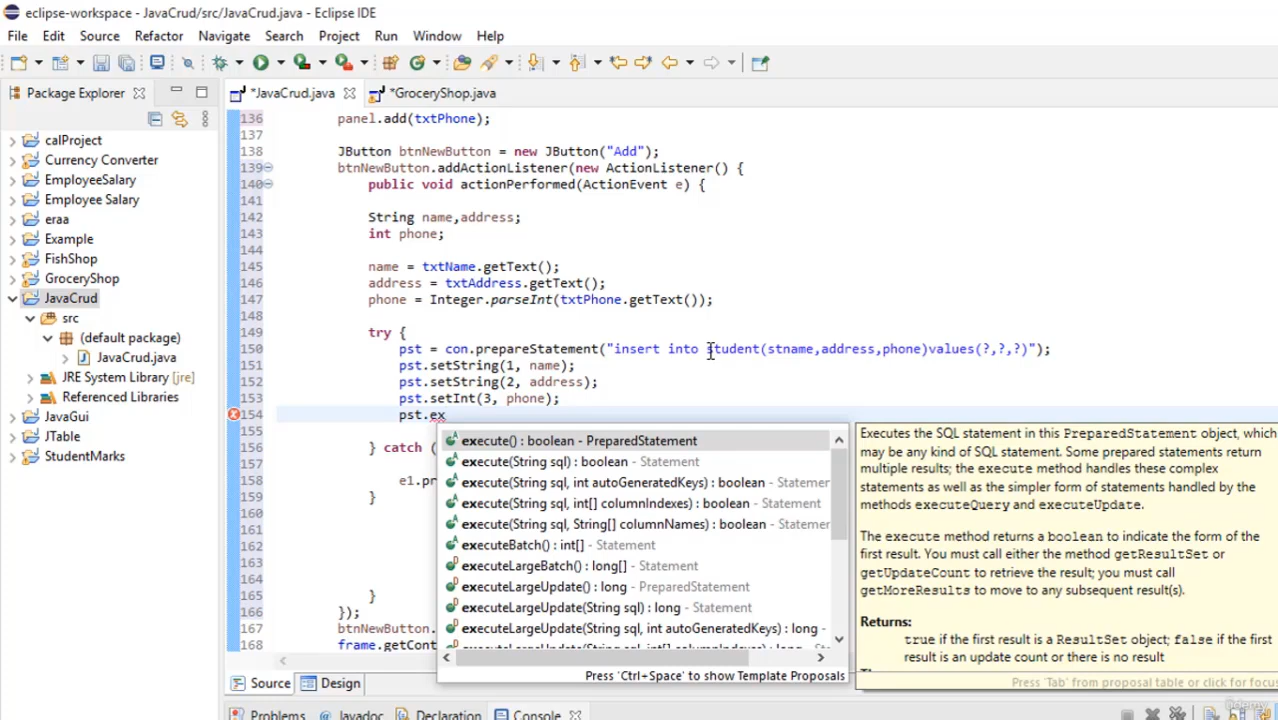 eclipse-workspace - JavaCrud/src/JavaCrud.java - Eclipse IDE
File Edit Source Refactor Navigate Search Project Run Window Help
Package Explorer
*JavaCrud.java
*GroceryShop.java
calProject
Currency Converter
EmployeeSalary
Employee Salary
eraa
Example
FishShop
GroceryShop
JavaCrud
src
(default package)
JavaCrud.java
JRE System Library [jre]
Referenced Libraries
JavaGui
JTable
StudentMarks
136 panel.add(txtPhone);
137
138 JButton btnNewButton = new JButton("Add");
139 btnNewButton.addActionListener(new ActionListener() {
140 public void actionPerformed(ActionEvent e) {
141
142 String name,address;
143 int phone;
144
145 name = txtName.getText();
146 address = txtAddress.getText();
147 phone = Integer.parseInt(txtPhone.getText());
148
149 try {
150 pst = con.prepareStatement("insert into student(stname,address,phone)values(?,?,?)");
151 pst.setString(1, name);
152 pst.setString(2, address);
153 pst.setInt(3, phone);
154 pst.ex
155
156 } catch (
157
158 e1.pr
159 }
160
161
162
163
164
165 }
166 });
167 btnNewButton.
168 frame.getCont
execute() : boolean - PreparedStatement
execute(String sql) : boolean - Statement
execute(String sql, int autoGeneratedKeys) : boolean - Statemer
execute(String sql, int[] columnIndexes) : boolean - Statement
execute(String sql, String[] columnNames) : boolean - Stateme
executeBatch() : int[] - Statement
executeLargeBatch() : long[] - Statement
executeLargeUpdate() : long - PreparedStatement
executeLargeUpdate(String sql) : long - Statement
executeLargeUpdate(String sql, int autoGeneratedKeys) : long -
Press 'Ctrl+Space' to show Template Proposals
Executes the SQL statement in this PreparedStatement object, which
may be any kind of SQL statement. Some prepared statements return
multiple results; the execute method handles these complex
statements as well as the simpler form of statements handled by the
methods executeQuery and executeUpdate.
The execute method returns a boolean to indicate the form of the
first result. You must call either the method getResultSet or
getUpdateCount to retrieve the result; you must call
getMoreResults to move to any subsequent result(s).
Returns:
true if the first result is a ResultSet object; false if the first
result is an update count or there is no result
Press 'Tab' from proposal table or click for focus
Source Design
Problems Javadoc Declaration Console